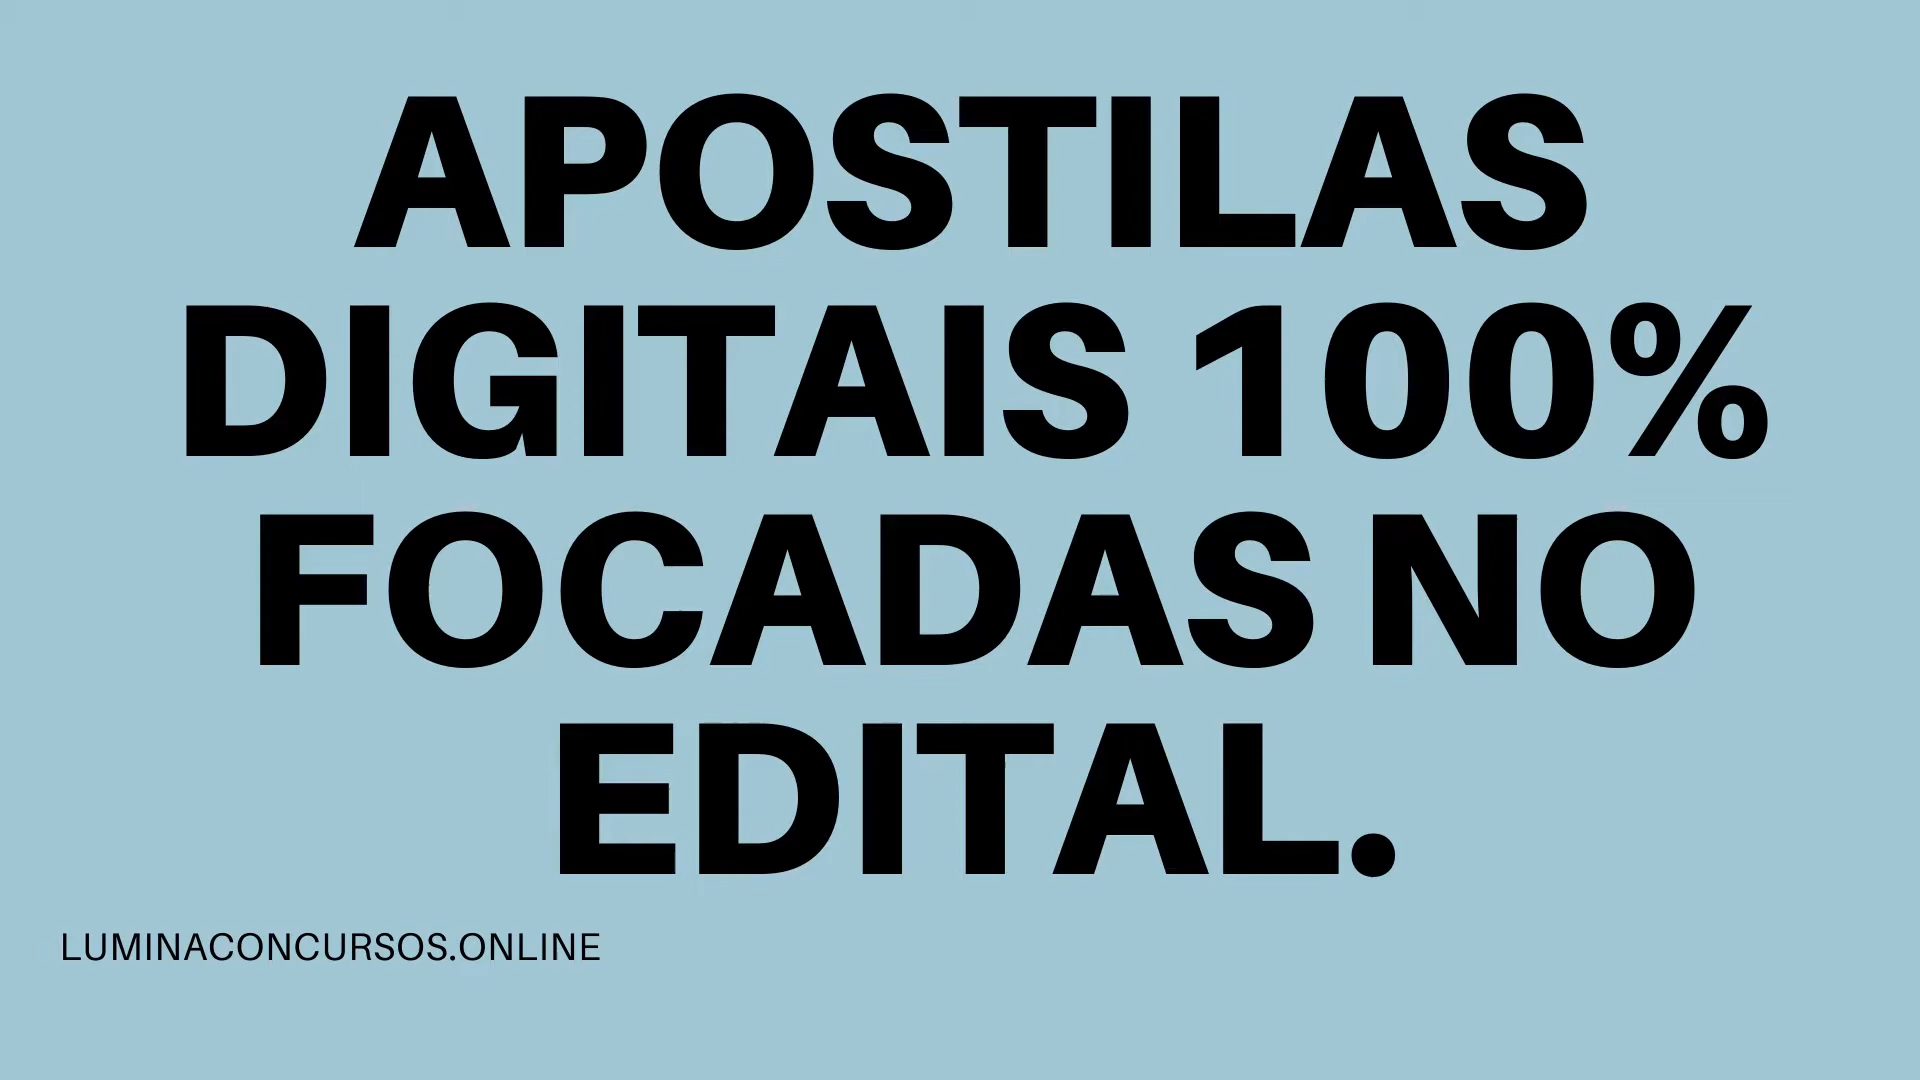 APOSTILAS
DIGITAIS 100%
FOCADAS NO
EDITAL.
LUMINACONCURSOS.ONLINE